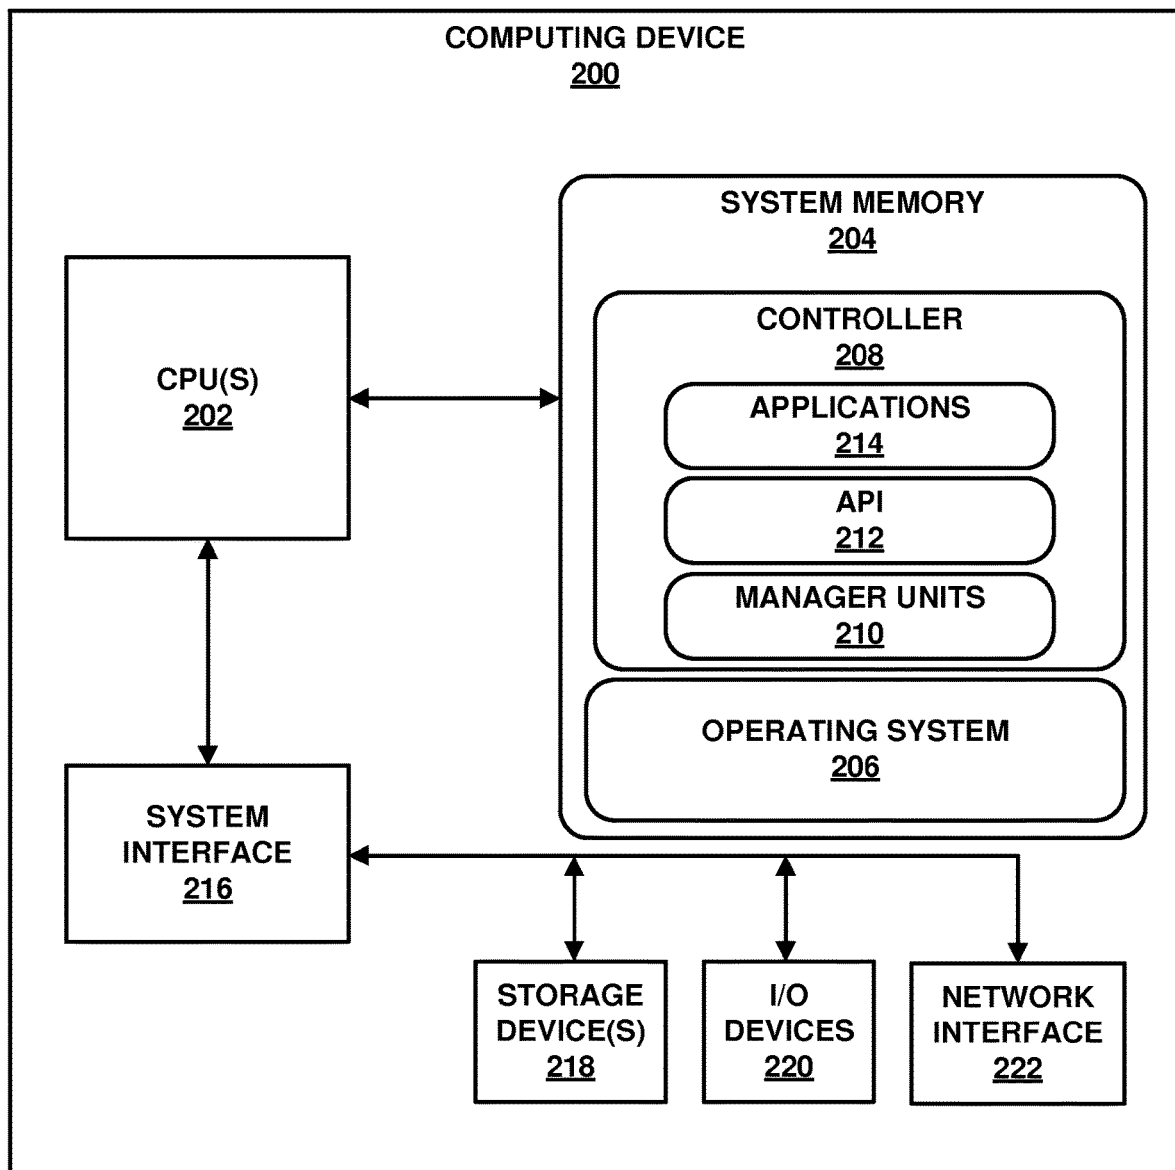 COMPUTING DEVICE
200
SYSTEM MEMORY
204
CONTROLLER
208
CPU(S)
202
APPLICATIONS
214
API
212
MANAGER UNITS
210
OPERATING SYSTEM
206
SYSTEM
INTERFACE
216
STORAGE
DEVICE(S)
218
I/O
DEVICES
220
NETWORK
INTERFACE
222